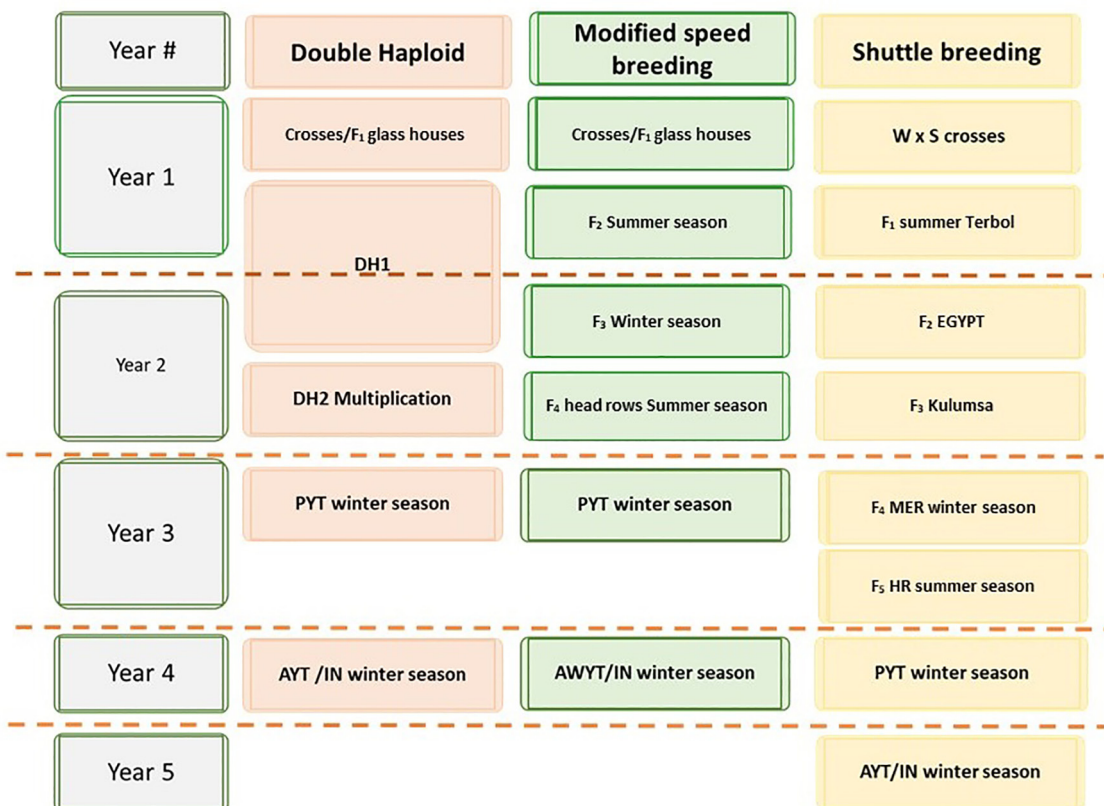 Year #
Double Haploid
Modified speed
breeding
Shuttle breeding
Year 1
Crosses/F₁ glass houses
Crosses/F₁ glass houses
W x S crosses
DH1
F₂ Summer season
F₁ summer Terbol
Year 2
F₃ Winter season
F₂ EGYPT
DH2 Multiplication
F₄ head rows Summer season
F₃ Kulumsa
Year 3
PYT winter season
PYT winter season
F₄ MER winter season
F₅ HR summer season
Year 4
AYT /IN winter season
AWYT/IN winter season
PYT winter season
Year 5
AYT/IN winter season